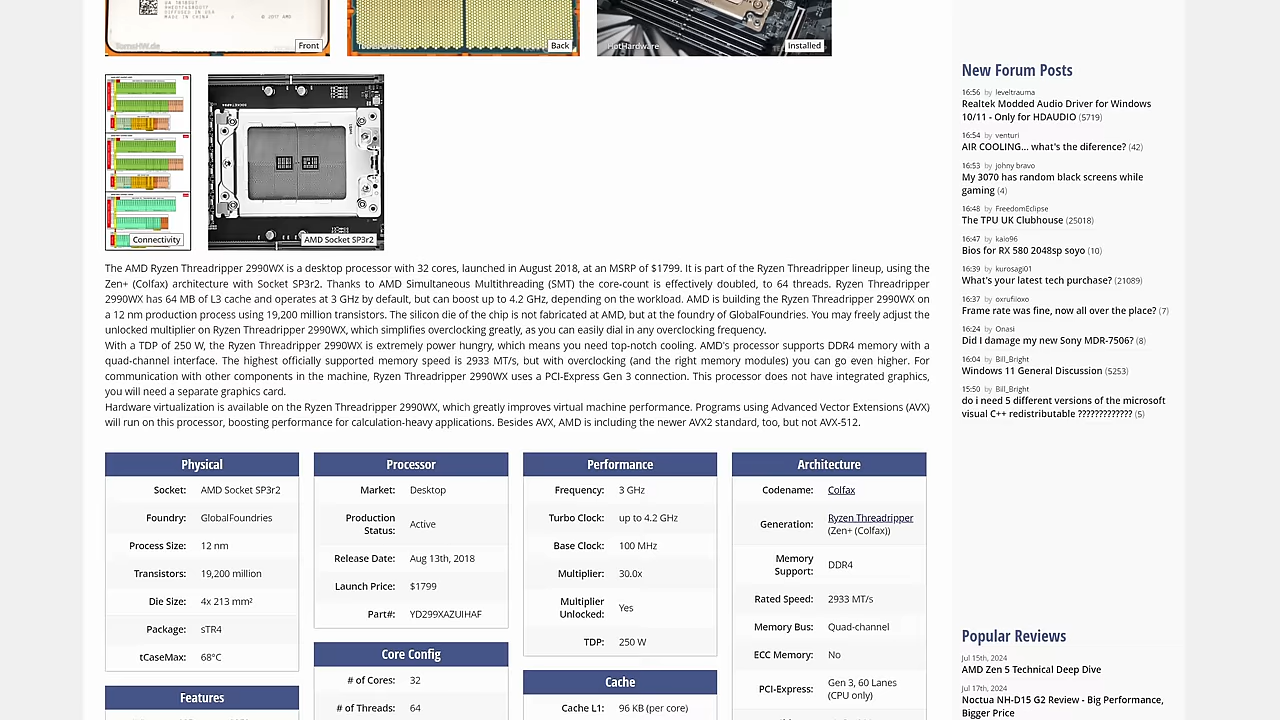 MADE IN CHINA
© 2017 AMD
TomsHW.de
Front
Back
HotHardware
Installed
Connectivity
AMD Socket SP3r2
The AMD Ryzen Threadripper 2990WX is a desktop processor with 32 cores, launched in August 2018, at an MSRP of $1799. It is part of the Ryzen Threadripper lineup, using the
Zen+ (Colfax) architecture with Socket SP3r2. Thanks to AMD Simultaneous Multithreading (SMT) the core-count is effectively doubled, to 64 threads. Ryzen Threadripper
2990WX has 64 MB of L3 cache and operates at 3 GHz by default, but can boost up to 4.2 GHz, depending on the workload. AMD is building the Ryzen Threadripper 2990WX on
a 12 nm production process using 19,200 million transistors. The silicon die of the chip is not fabricated at AMD, but at the foundry of GlobalFoundries. You may freely adjust the
unlocked multiplier on Ryzen Threadripper 2990WX, which simplifies overclocking greatly, as you can easily dial in any overclocking frequency.
With a TDP of 250 W, the Ryzen Threadripper 2990WX is extremely power hungry, which means you need top-notch cooling. AMD's processor supports DDR4 memory with a
quad-channel interface. The highest officially supported memory speed is 2933 MT/s, but with overclocking (and the right memory modules) you can go even higher. For
communication with other components in the machine, Ryzen Threadripper 2990WX uses a PCI-Express Gen 3 connection. This processor does not have integrated graphics,
you will need a separate graphics card.
Hardware virtualization is available on the Ryzen Threadripper 2990WX, which greatly improves virtual machine performance. Programs using Advanced Vector Extensions (AVX)
will run on this processor, boosting performance for calculation-heavy applications. Besides AVX, AMD is including the newer AVX2 standard, too, but not AVX-512.
Physical
Socket: AMD Socket SP3r2
Foundry: GlobalFoundries
Process Size: 12 nm
Transistors: 19,200 million
Die Size: 4x 213 mm²
Package: sTR4
tCaseMax: 68°C
Features
Processor
Market: Desktop
Production
Status: Active
Release Date: Aug 13th, 2018
Launch Price: $1799
Part#: YD299XAZUIHAF
Core Config
# of Cores: 32
# of Threads: 64
Performance
Frequency: 3 GHz
Turbo Clock: up to 4.2 GHz
Base Clock: 100 MHz
Multiplier: 30.0x
Multiplier
Unlocked: Yes
TDP: 250 W
Cache
Cache L1: 96 KB (per core)
Architecture
Codename: Colfax
Generation: Ryzen Threadripper
(Zen+ (Colfax))
Memory
Support: DDR4
Rated Speed: 2933 MT/s
Memory Bus: Quad-channel
ECC Memory: No
PCI-Express: Gen 3, 60 Lanes
(CPU only)
New Forum Posts
16:56 by leveltrauma
Realtek Modded Audio Driver for Windows
10/11 - Only for HDAUDIO (5719)
16:54 by venturi
AIR COOLING... what's the diference? (42)
16:53 by johny bravo
My 3070 has random black screens while
gaming (4)
16:48 by FreedomEclipse
The TPU UK Clubhouse (25018)
16:47 by kaio96
Bios for RX 580 2048sp soyo (10)
16:39 by kurosagi01
What's your latest tech purchase? (21089)
16:37 by oxrufiioxo
Frame rate was fine, now all over the place? (7)
16:24 by Onasi
Did I damage my new Sony MDR-7506? (8)
16:04 by Bill_Bright
Windows 11 General Discussion (5253)
15:50 by Bill_Bright
do i need 5 different versions of the microsoft
visual C++ redistributable ????????????? (5)
Popular Reviews
Jul 15th, 2024
AMD Zen 5 Technical Deep Dive
Jul 17th, 2024
Noctua NH-D15 G2 Review - Big Performance,
Bigger Price